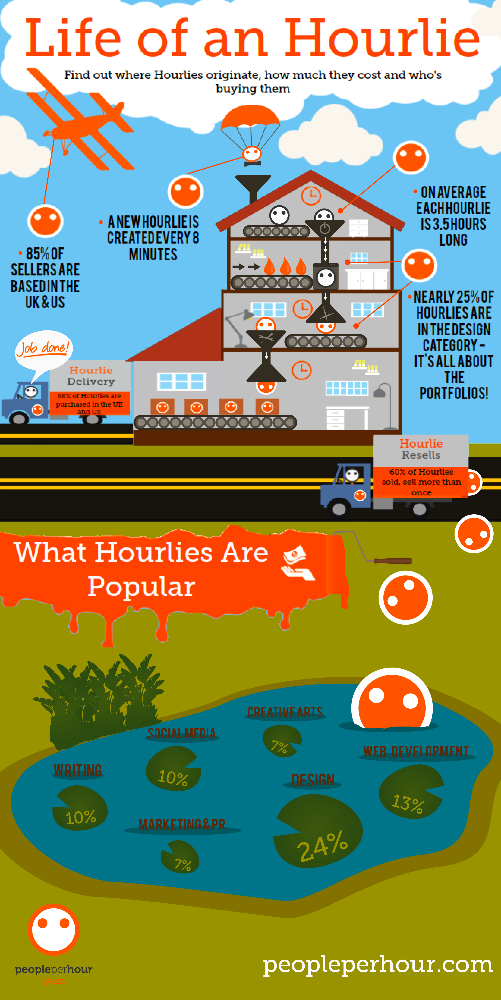 Life of an Hourlie
Find out where Hourlies originate, how much they cost and who's
buying them
• 85% OF
SELLERS ARE
BASED IN THE
UK & US
• A NEW HOURLIE IS
CREATED EVERY 8
MINUTES
• ON AVERAGE
EACH HOURLIE
IS 3.5 HOURS
LONG
• NEARLY 25% OF
HOURLIES ARE
IN THE DESIGN
CATEGORY -
IT'S ALL ABOUT
THE
PORTFOLIOS!
Job done!
Hourlie
Delivery
of Hourlies are
purchased in the UK
and US
Hourlie
Resells
60% of Hourlies
sold, sell more than
once
What Hourlies Are
Popular
CREATIVE ARTS
7%
SOCIAL MEDIA
10%
WEB DEVELOPMENT
13%
WRITING
10%
DESIGN
24%
MARKETING & PR
7%
peopleperhour
peopleperhour.com